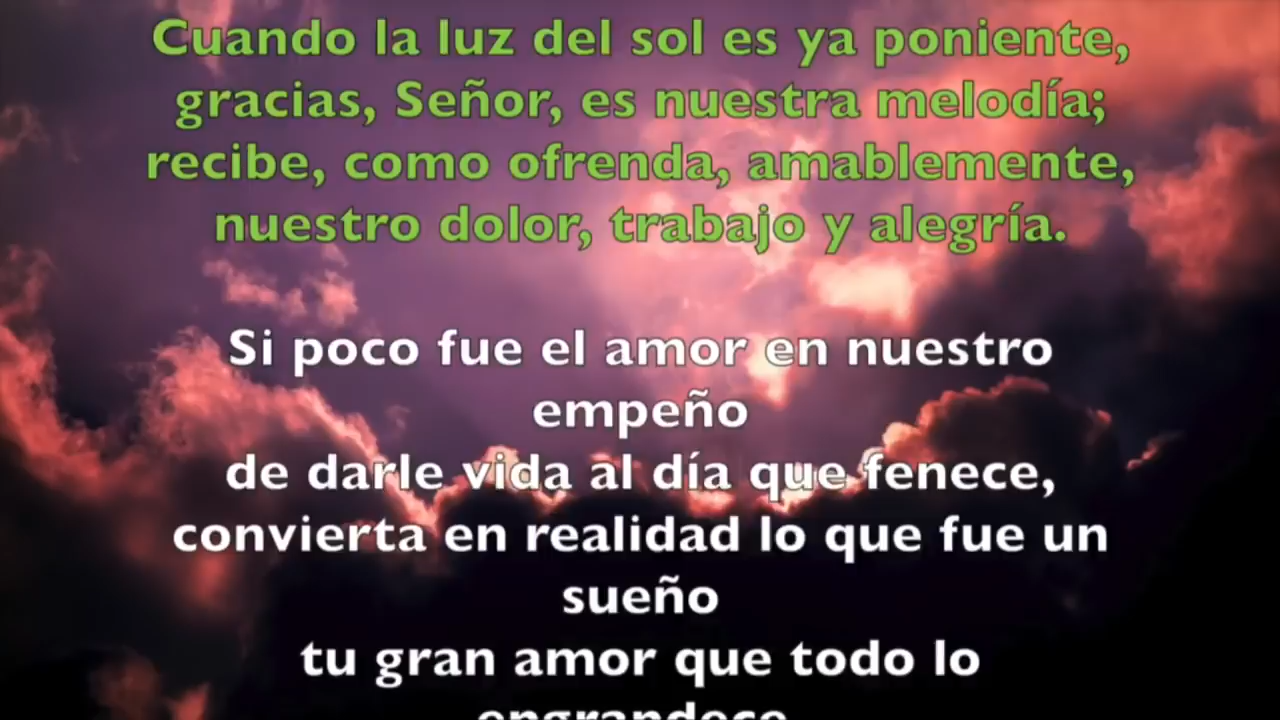 Cuando la luz del sol es ya poniente,
gracias, Señor, es nuestra melodía;
recibe, como ofrenda, amablemente,
nuestro dolor, trabajo y alegría.
Si poco fue el amor en nuestro
empeño
de darle vida al día que fenece,
convierta en realidad lo que fue un
sueño
tu gran amor que todo lo
engrandece